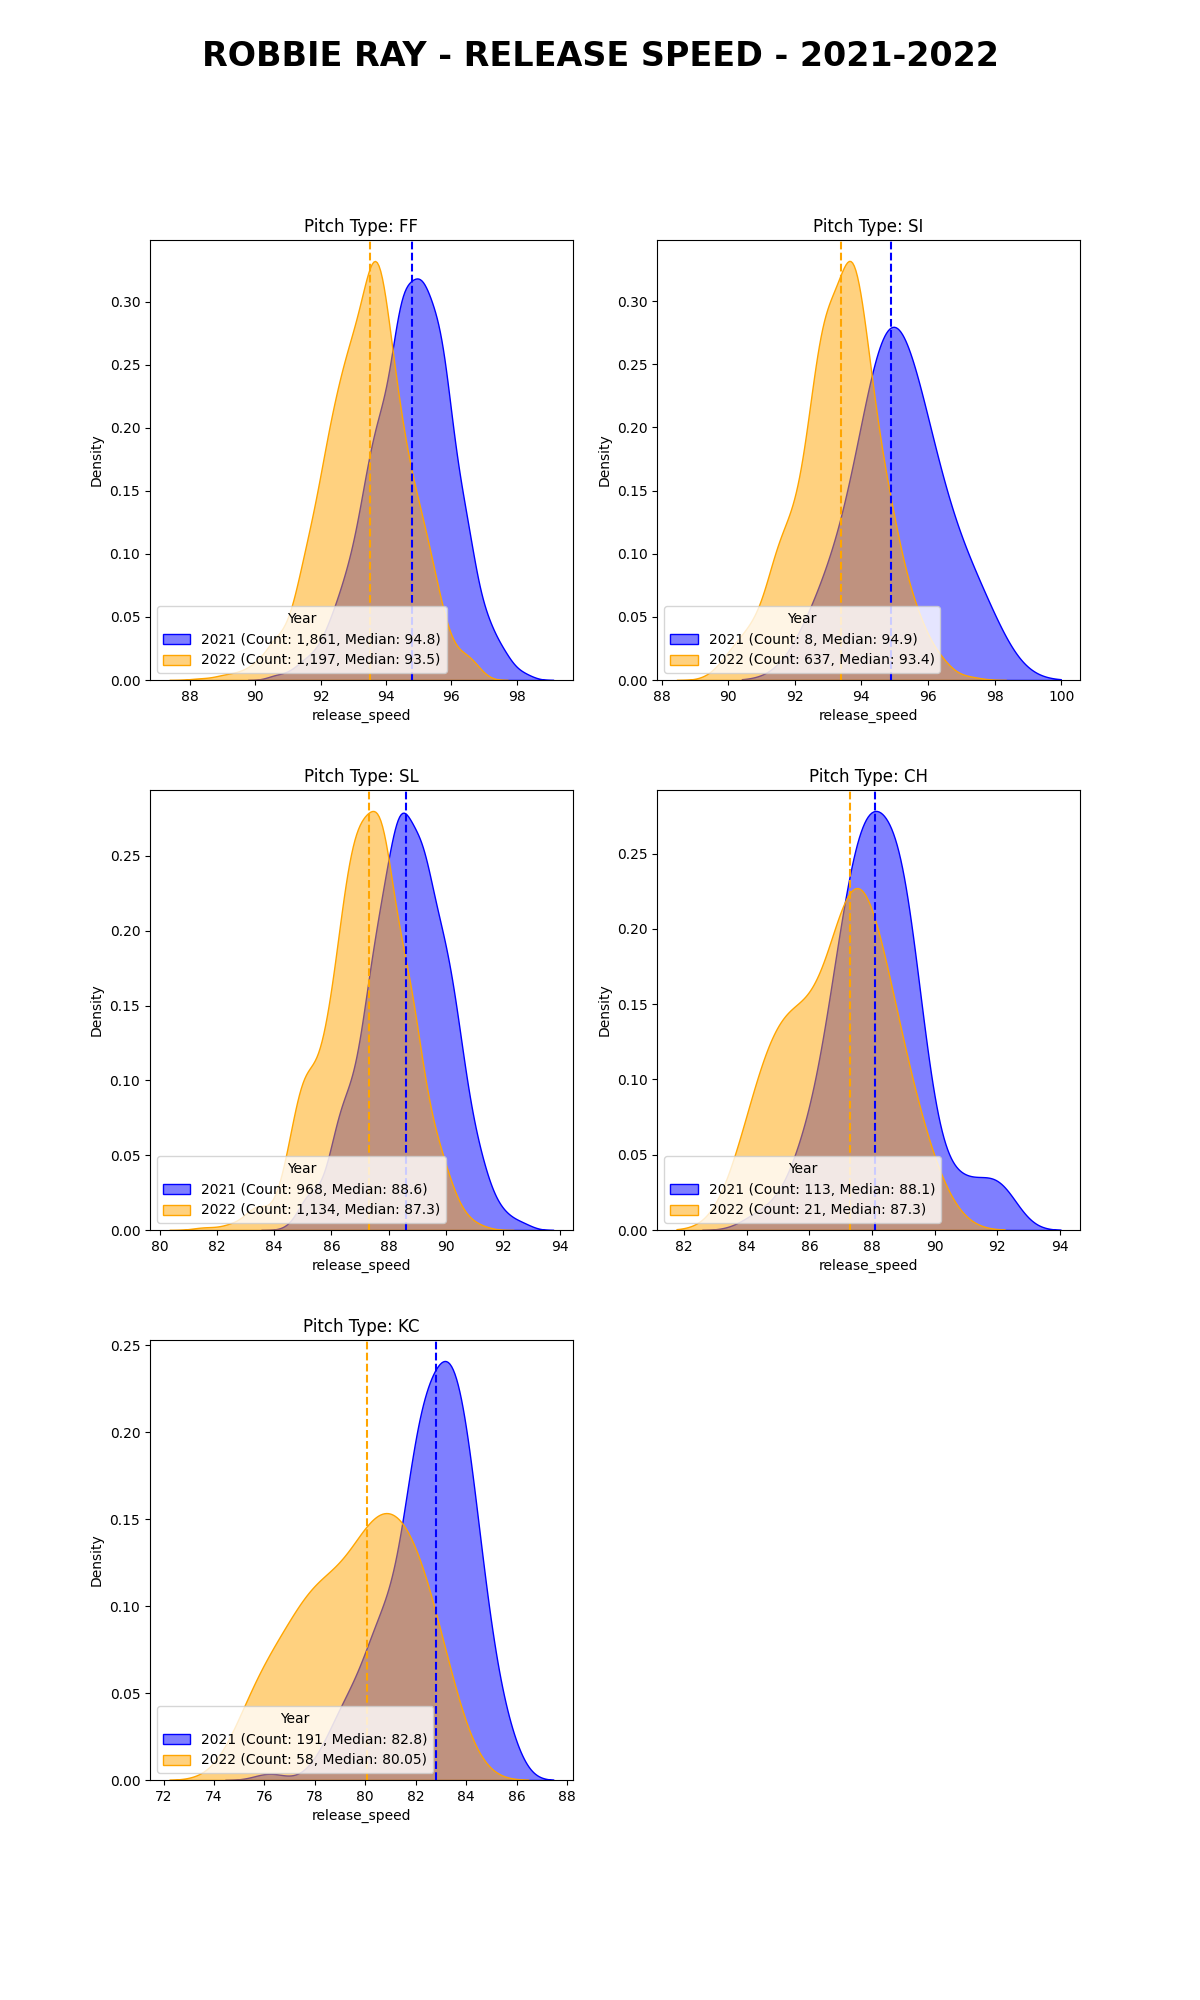 ROBBIE RAY - RELEASE SPEED - 2021-2022
Pitch Type: FF
Density
0.30
0.25
0.20
0.15
0.10
0.05
0.00
Year
2021 (Count: 1,861, Median: 94.8)
2022 (Count: 1,197, Median: 93.5)
88 90 92 94 96 98
release_speed
Pitch Type: SI
Density
0.30
0.25
0.20
0.15
0.10
0.05
0.00
Year
2021 (Count: 8, Median: 94.9)
2022 (Count: 637, Median: 93.4)
88 90 92 94 96 98 100
release_speed
Pitch Type: SL
Density
0.25
0.20
0.15
0.10
0.05
0.00
Year
2021 (Count: 968, Median: 88.6)
2022 (Count: 1,134, Median: 87.3)
80 82 84 86 88 90 92 94
release_speed
Pitch Type: CH
Density
0.25
0.20
0.15
0.10
0.05
0.00
Year
2021 (Count: 113, Median: 88.1)
2022 (Count: 21, Median: 87.3)
82 84 86 88 90 92 94
release_speed
Pitch Type: KC
Density
0.25
0.20
0.15
0.10
0.05
0.00
Year
2021 (Count: 191, Median: 82.8)
2022 (Count: 58, Median: 80.05)
72 74 76 78 80 82 84 86 88
release_speed